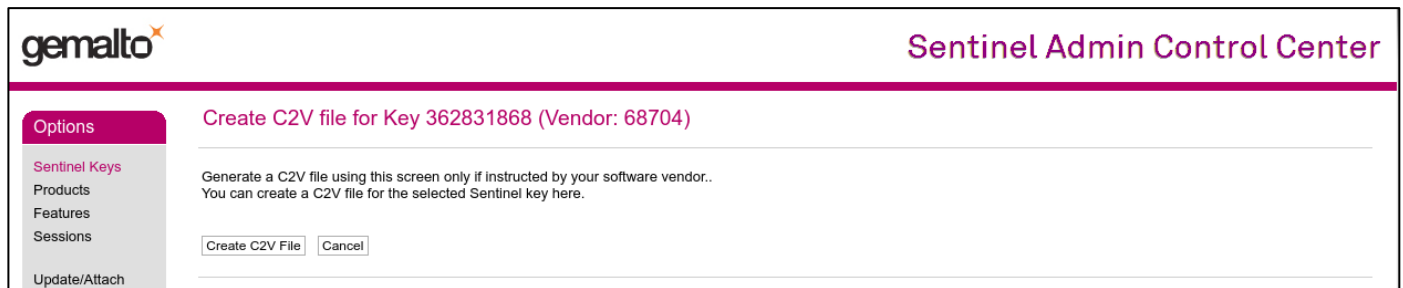 gemalto
Sentinel Admin Control Center
Options
Sentinel Keys
Products
Features
Sessions
Update/Attach
Create C2V file for Key 362831868 (Vendor: 68704)
Generate a C2V file using this screen only if instructed by your software vendor..
You can create a C2V file for the selected Sentinel key here.
Create C2V File
Cancel